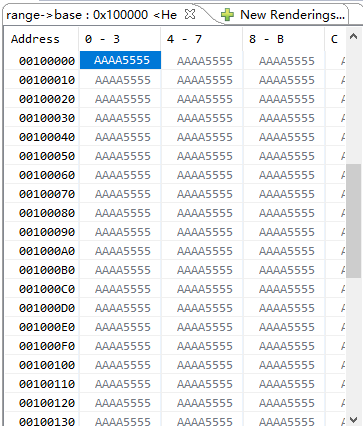 range->base : 0x100000 <He New Renderings...
Address 0 - 3 4 - 7 8 - B C
00100000 AAAA5555 AAAA5555 AAAA5555 A
00100010 AAAA5555 AAAA5555 AAAA5555 A
00100020 AAAA5555 AAAA5555 AAAA5555 A
00100030 AAAA5555 AAAA5555 AAAA5555 A
00100040 AAAA5555 AAAA5555 AAAA5555 A
00100050 AAAA5555 AAAA5555 AAAA5555 A
00100060 AAAA5555 AAAA5555 AAAA5555 A
00100070 AAAA5555 AAAA5555 AAAA5555 A
00100080 AAAA5555 AAAA5555 AAAA5555 A
00100090 AAAA5555 AAAA5555 AAAA5555 A
001000A0 AAAA5555 AAAA5555 AAAA5555 A
001000B0 AAAA5555 AAAA5555 AAAA5555 A
001000C0 AAAA5555 AAAA5555 AAAA5555 A
001000D0 AAAA5555 AAAA5555 AAAA5555 A
001000E0 AAAA5555 AAAA5555 AAAA5555 A
001000F0 AAAA5555 AAAA5555 AAAA5555 A
00100100 AAAA5555 AAAA5555 AAAA5555 A
00100110 AAAA5555 AAAA5555 AAAA5555 A
00100120 AAAA5555 AAAA5555 AAAA5555 A
00100130 AAAA5555 AAAA5555 AAAA5555 A